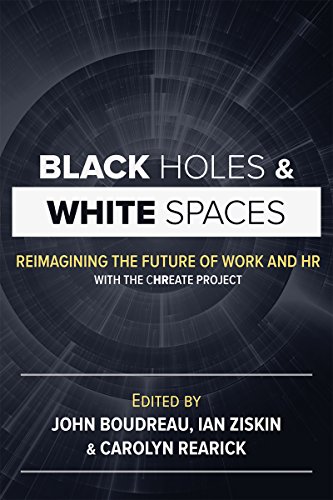 BLACK HOLES &
WHITE SPACES
REIMAGINING THE FUTURE OF WORK AND HR
WITH THE CHREATE PROJECT
EDITED BY
JOHN BOUDREAU, IAN ZISKIN
& CAROLYN REARICK